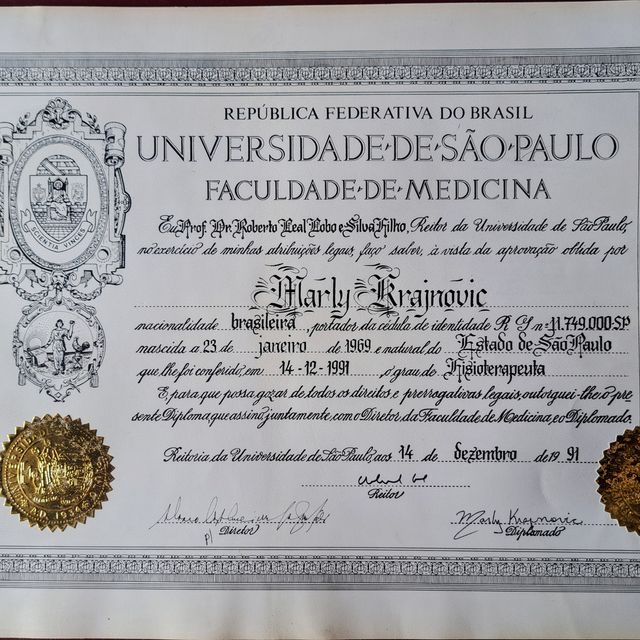 REPÚBLICA FEDERATIVA DO BRASIL
UNIVERSIDADE·DE·SÃO·PAULO
FACULDADE·DE·MEDICINA
Eu, Prof. Dr. Roberto Leal Lobo e Silva Filho, Reitor da Universidade de São Paulo,
no exercício de minhas atribuições legais, faço saber, à vista da aprovação obtida por
Marly Krajnovic
nacionalidade brasileira, portador da cédula de identidade R G nº 11.749.000-SP
nascida a 23 de janeiro de 1969 e natural do Estado de São Paulo
que lhe foi conferido, em 14-12-1991 o grau de Fisioterapeuta
E, para que possa gozar de todos os direitos e prerrogativas legais, outorguei-lhe o pre
sente Diploma, que assino juntamente, com o Diretor da Faculdade de Medicina, e o Diplomado.
Reitoria da Universidade de São Paulo, aos 14 de dezembro de 1991
Reitor
p/ Diretor
Marly Krajnovic
Diplomado
SCIENTIA VINCES